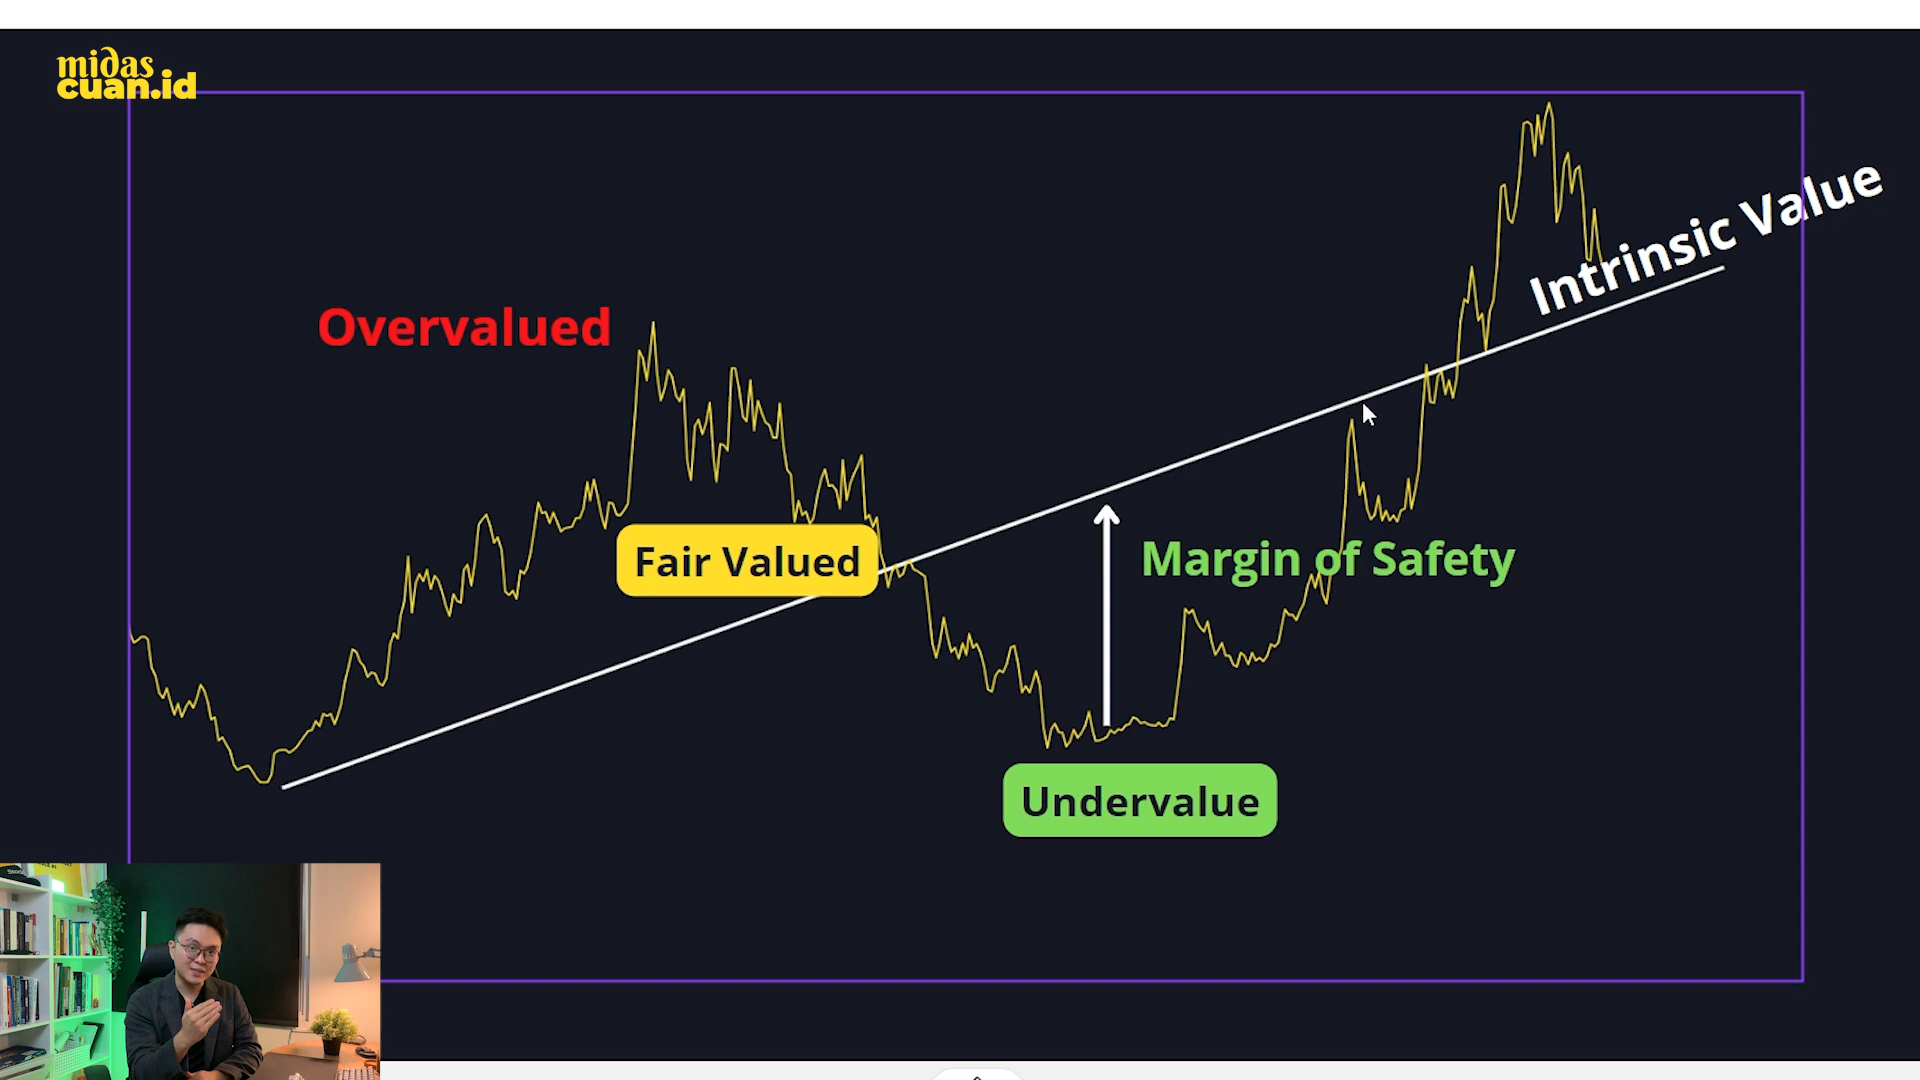 midas
cuan.id
Intrinsic Value
Overvalued
Fair Valued
Margin of Safety
Undervalue